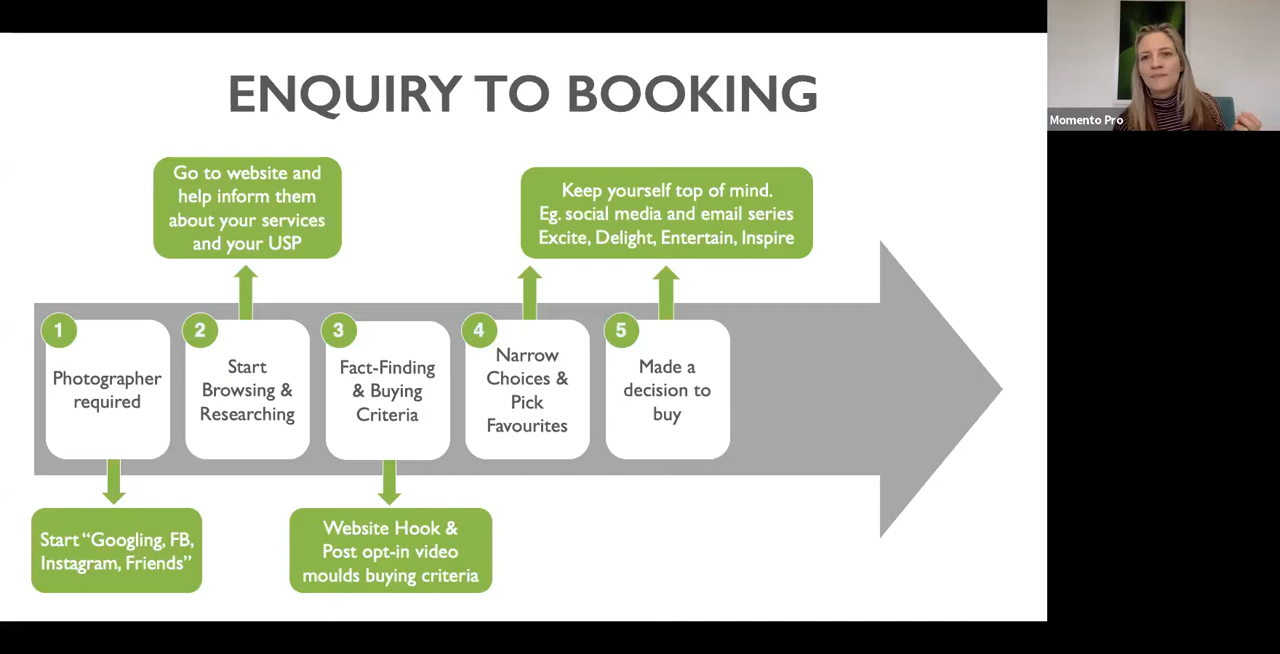 ENQUIRY TO BOOKING
Go to website and
help inform them
about your services
and your USP
Keep yourself top of mind.
Eg. social media and email series
Excite, Delight, Entertain, Inspire
1
Photographer
required
2
Start
Browsing &
Researching
3
Fact-Finding
& Buying
Criteria
4
Narrow
Choices &
Pick
Favourites
5
Made a
decision to
buy
Start “Googling, FB,
Instagram, Friends”
Website Hook &
Post opt-in video
moulds buying criteria
Momento Pro